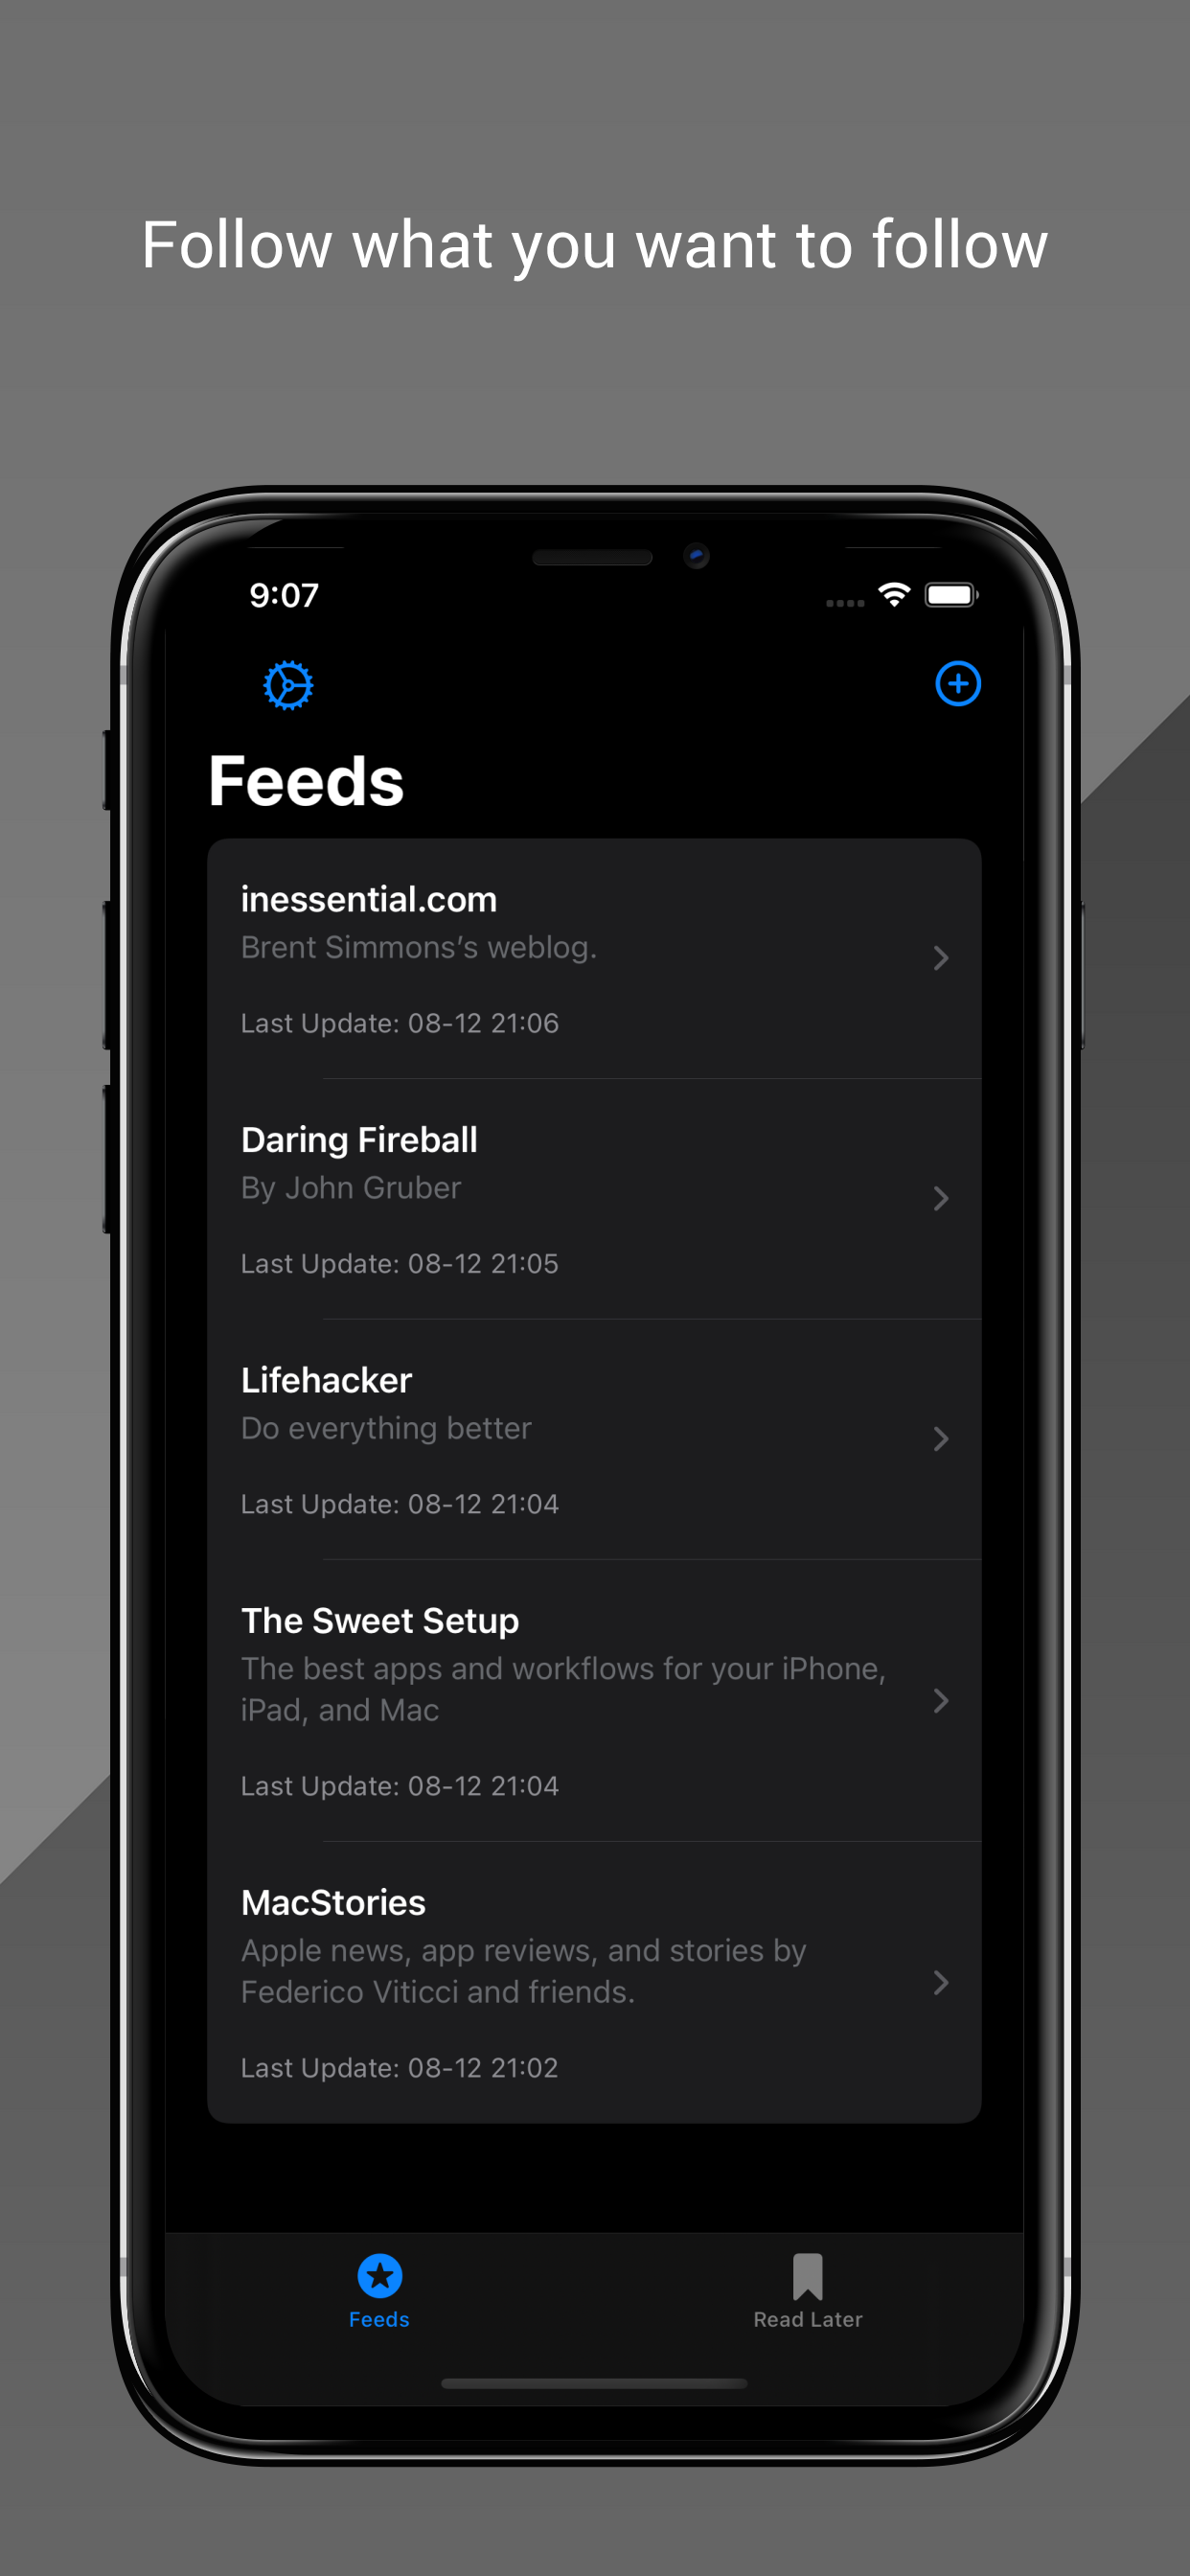 Follow what you want to follow
9:07
Feeds
inessential.com
Brent Simmons’s weblog.
Last Update: 08-12 21:06
Daring Fireball
By John Gruber
Last Update: 08-12 21:05
Lifehacker
Do everything better
Last Update: 08-12 21:04
The Sweet Setup
The best apps and workflows for your iPhone,
iPad, and Mac
Last Update: 08-12 21:04
MacStories
Apple news, app reviews, and stories by
Federico Viticci and friends.
Last Update: 08-12 21:02
Feeds
Read Later